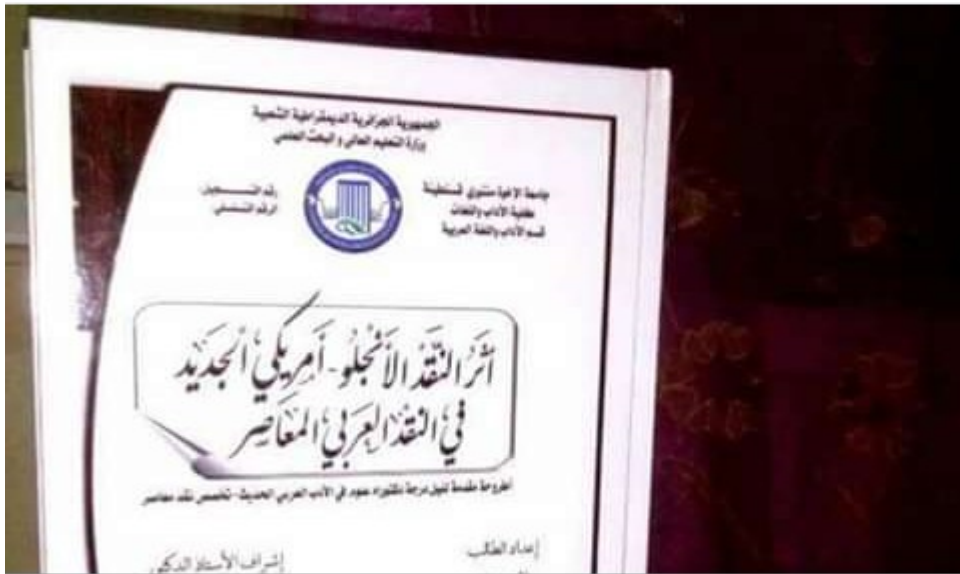 الجمهورية الجزائرية الديمقراطية الشعبية
وزارة التعليم العالي و البحث العلمي
جامعة الإخوة منتوري قسنطينة
كلية الآداب واللغات
قسم الآداب واللغة العربية
رقم التسجيل:
الرقم التسلسلي:
أثر النقد الأنجلو-أمريكي الجديد
في النقد العربي المعاصر
أطروحة مقدمة لنيل درجة دكتوراه علوم في الأدب العربي الحديث-تخصص نقد معاصر
إعداد الطالب:
إشراف الأستاذ الدكتور